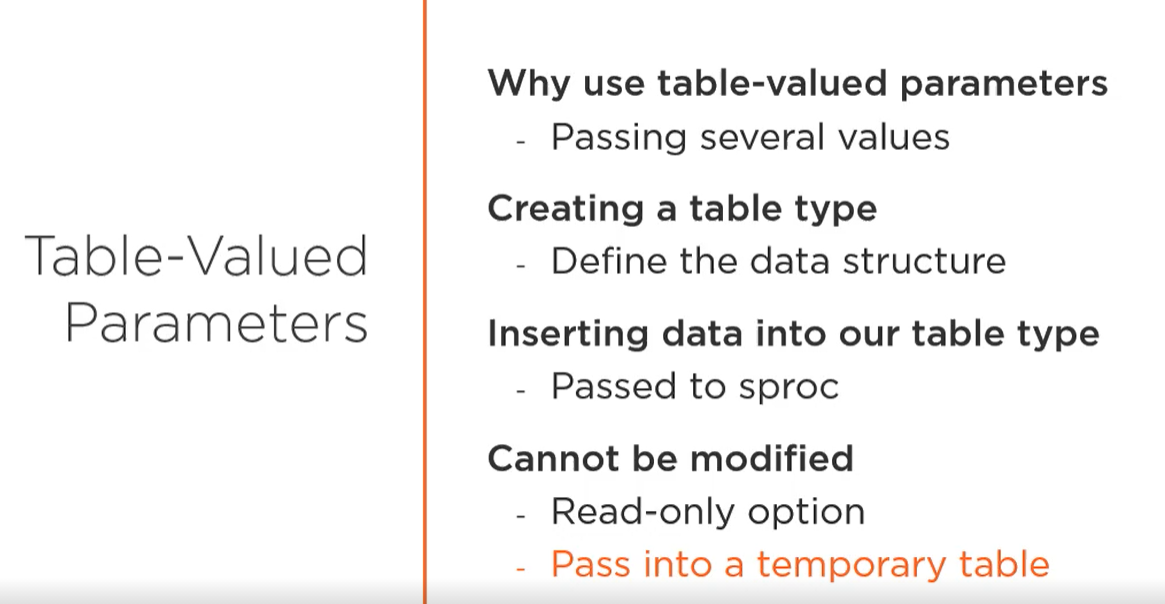 Table-Valued
Parameters
Why use table-valued parameters
- Passing several values
Creating a table type
- Define the data structure
Inserting data into our table type
- Passed to sproc
Cannot be modified
- Read-only option
- Pass into a temporary table